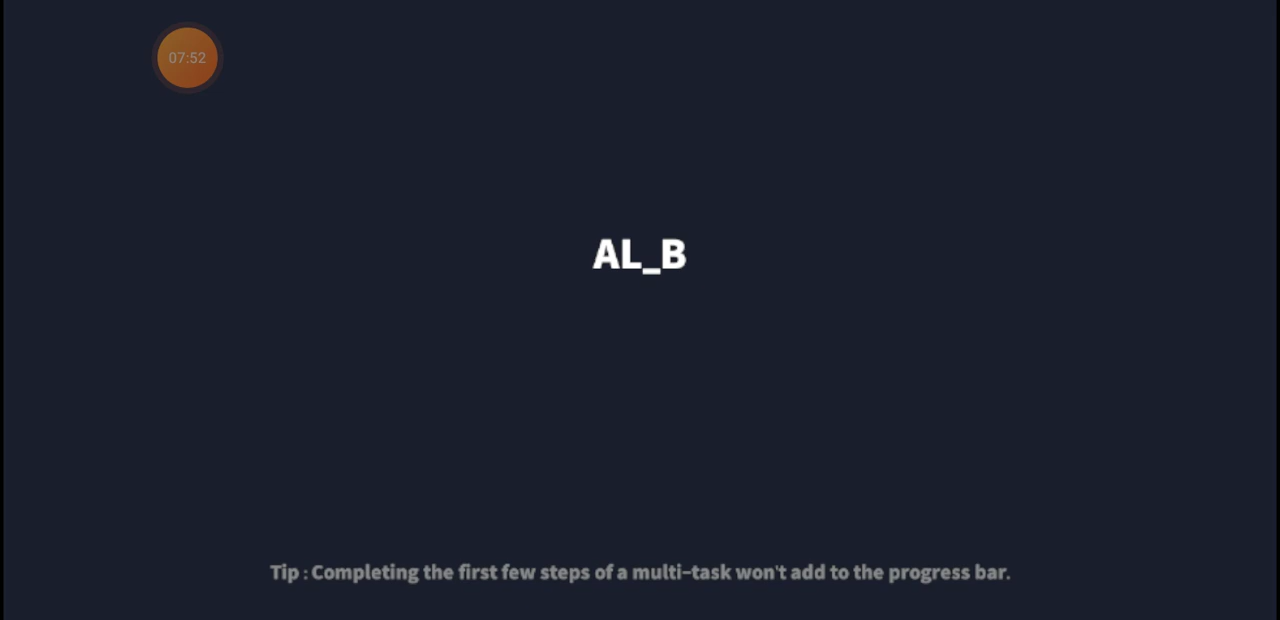 07:52
AL_B
Tip : Completing the first few steps of a multi-task won't add to the progress bar.